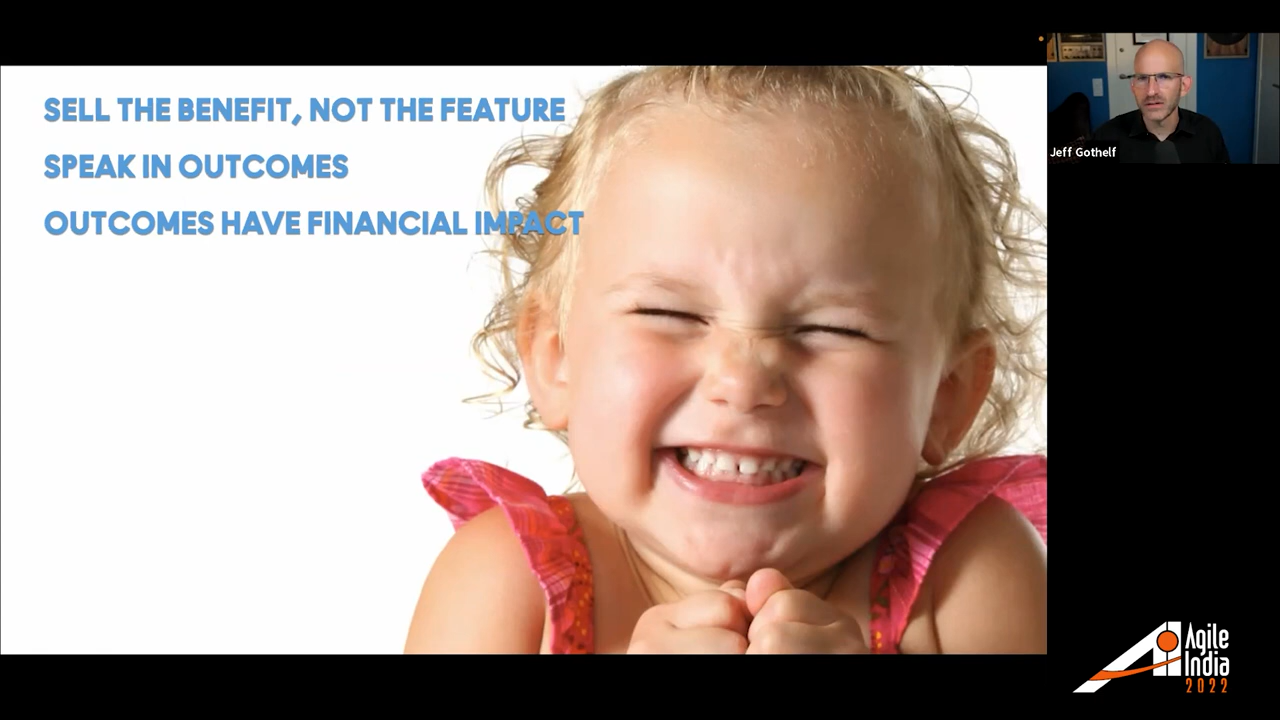 SELL THE BENEFIT, NOT THE FEATURE
SPEAK IN OUTCOMES
OUTCOMES HAVE FINANCIAL IMPACT
Jeff Gothelf
Agile
India
2022